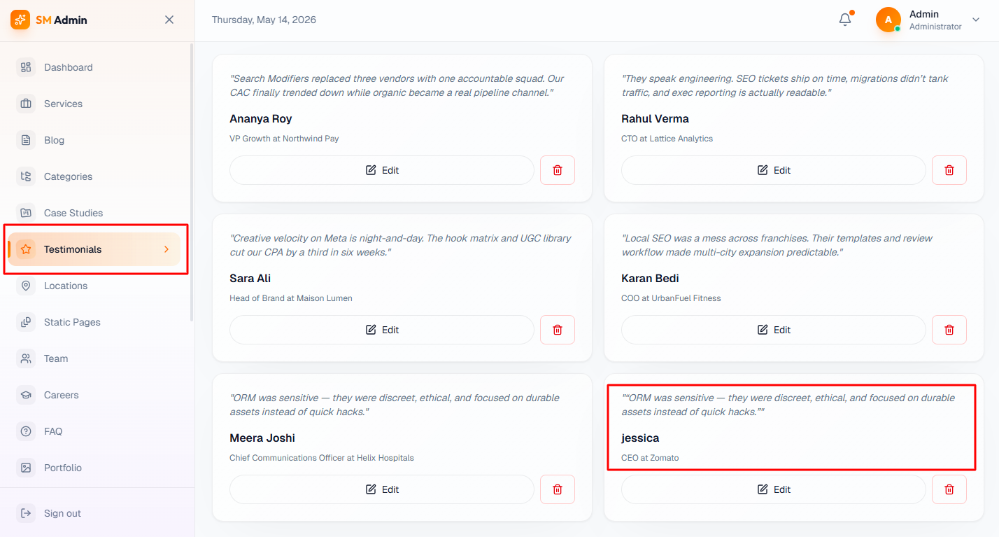 SM Admin
Thursday, May 14, 2026
A
Admin
Administrator
Dashboard
Services
Blog
Categories
Case Studies
Testimonials
Locations
Static Pages
Team
Careers
FAQ
Portfolio
Sign out
"Search Modifiers replaced three vendors with one accountable squad. Our
CAC finally trended down while organic became a real pipeline channel."
Ananya Roy
VP Growth at Northwind Pay
Edit
"They speak engineering. SEO tickets ship on time, migrations didn’t tank
traffic, and exec reporting is actually readable."
Rahul Verma
CTO at Lattice Analytics
Edit
"Creative velocity on Meta is night-and-day. The hook matrix and UGC library
cut our CPA by a third in six weeks."
Sara Ali
Head of Brand at Maison Lumen
Edit
"Local SEO was a mess across franchises. Their templates and review
workflow made multi-city expansion predictable."
Karan Bedi
COO at UrbanFuel Fitness
Edit
"ORM was sensitive — they were discreet, ethical, and focused on durable
assets instead of quick hacks."
Meera Joshi
Chief Communications Officer at Helix Hospitals
Edit
"“ORM was sensitive — they were discreet, ethical, and focused on durable
assets instead of quick hacks.”"
jessica
CEO at Zomato
Edit